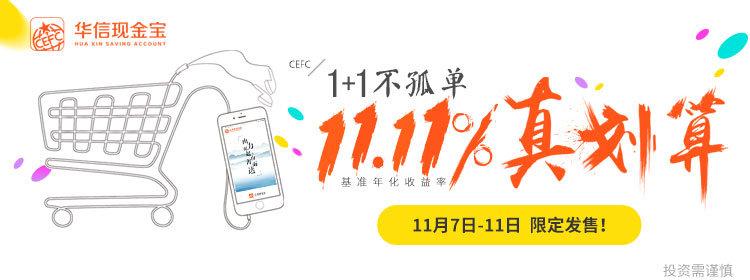 CEFC
华信现金宝
HUA XIN SAVING ACCOUNT
CEFC
1+1不孤单
11.11%真划算
基准年化收益率
11月7日-11日 限定发售!
投资需谨慎